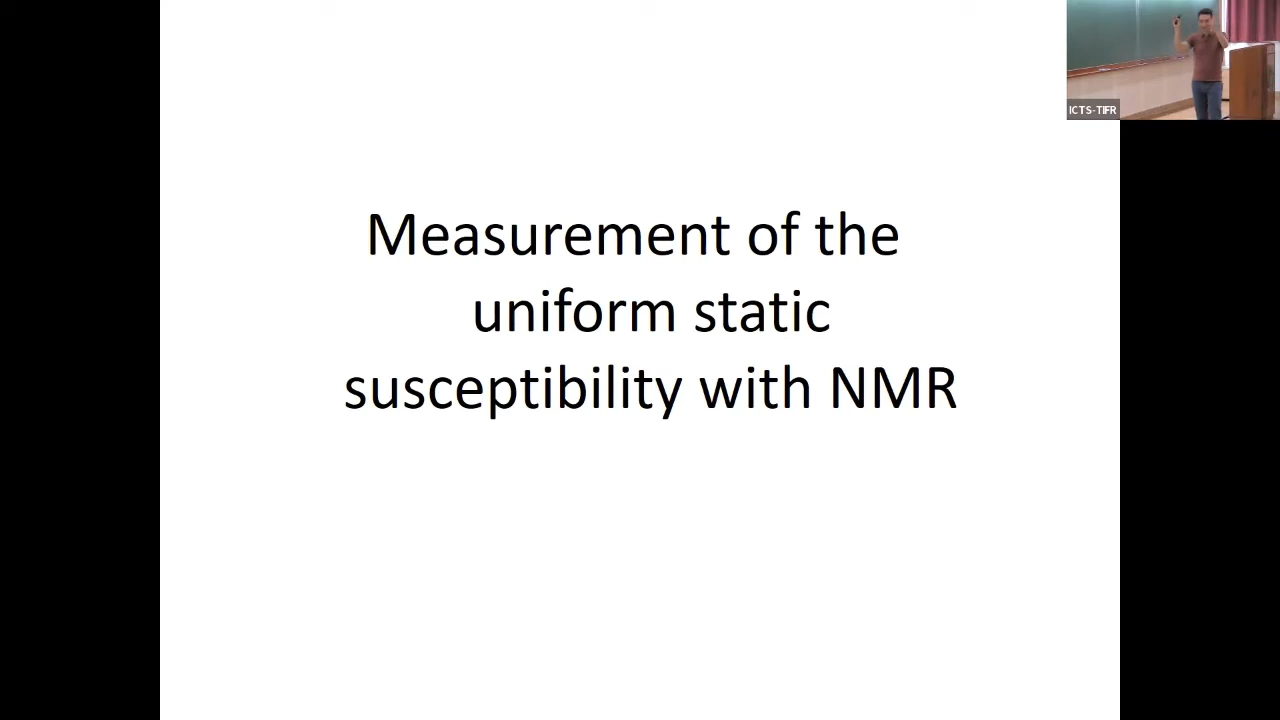 ICTS-TIFR
Measurement of the
uniform static
susceptibility with NMR